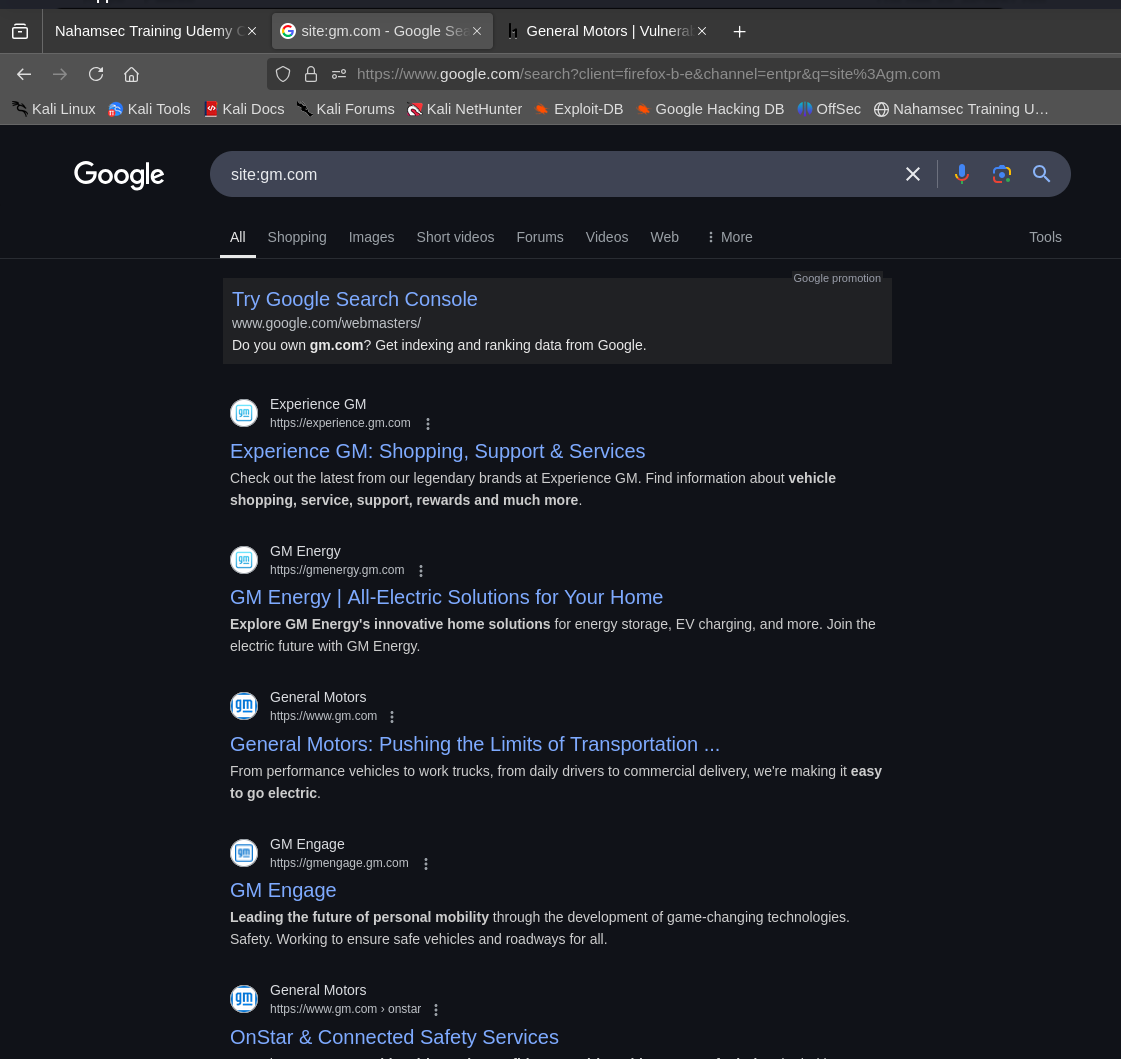 Nahamsec Training Udemy C
site:gm.com - Google Sea
General Motors | Vulneral
https://www.google.com/search?client=firefox-b-e&channel=entpr&q=site%3Agm.com
Kali Linux
Kali Tools
Kali Docs
Kali Forums
Kali NetHunter
Exploit-DB
Google Hacking DB
OffSec
Nahamsec Training U…
Google
site:gm.com
All
Shopping
Images
Short videos
Forums
Videos
Web
More
Tools
Google promotion
Try Google Search Console
www.google.com/webmasters/
Do you own gm.com? Get indexing and ranking data from Google.
gm
Experience GM
https://experience.gm.com
Experience GM: Shopping, Support & Services
Check out the latest from our legendary brands at Experience GM. Find information about vehicle
shopping, service, support, rewards and much more.
gm
GM Energy
https://gmenergy.gm.com
GM Energy | All-Electric Solutions for Your Home
Explore GM Energy's innovative home solutions for energy storage, EV charging, and more. Join the
electric future with GM Energy.
gm
General Motors
https://www.gm.com
General Motors: Pushing the Limits of Transportation ...
From performance vehicles to work trucks, from daily drivers to commercial delivery, we're making it easy
to go electric.
gm
GM Engage
https://gmengage.gm.com
GM Engage
Leading the future of personal mobility through the development of game-changing technologies.
Safety. Working to ensure safe vehicles and roadways for all.
gm
General Motors
https://www.gm.com › onstar
OnStar & Connected Safety Services